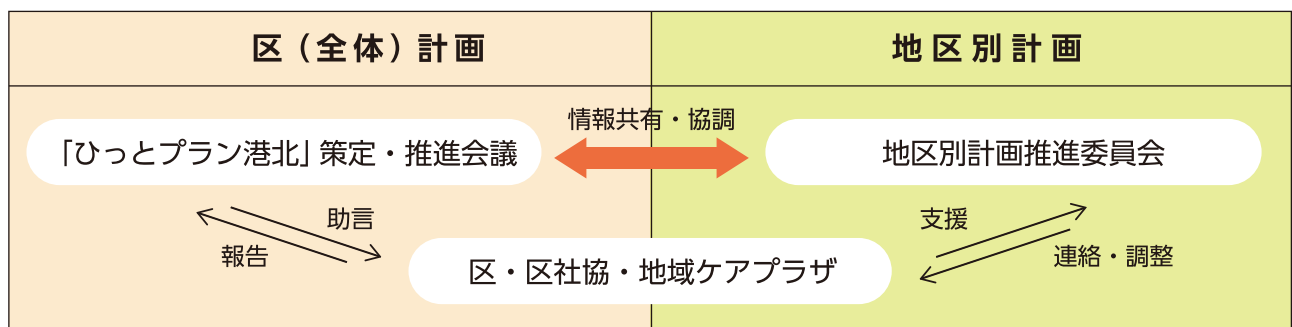 区（全体）計画
地区別計画
情報共有・協調
「ひっとプラン港北」策定・推進会議
地区別計画推進委員会
助言
支援
報告
連絡・調整
区・区社協・地域ケアプラザ